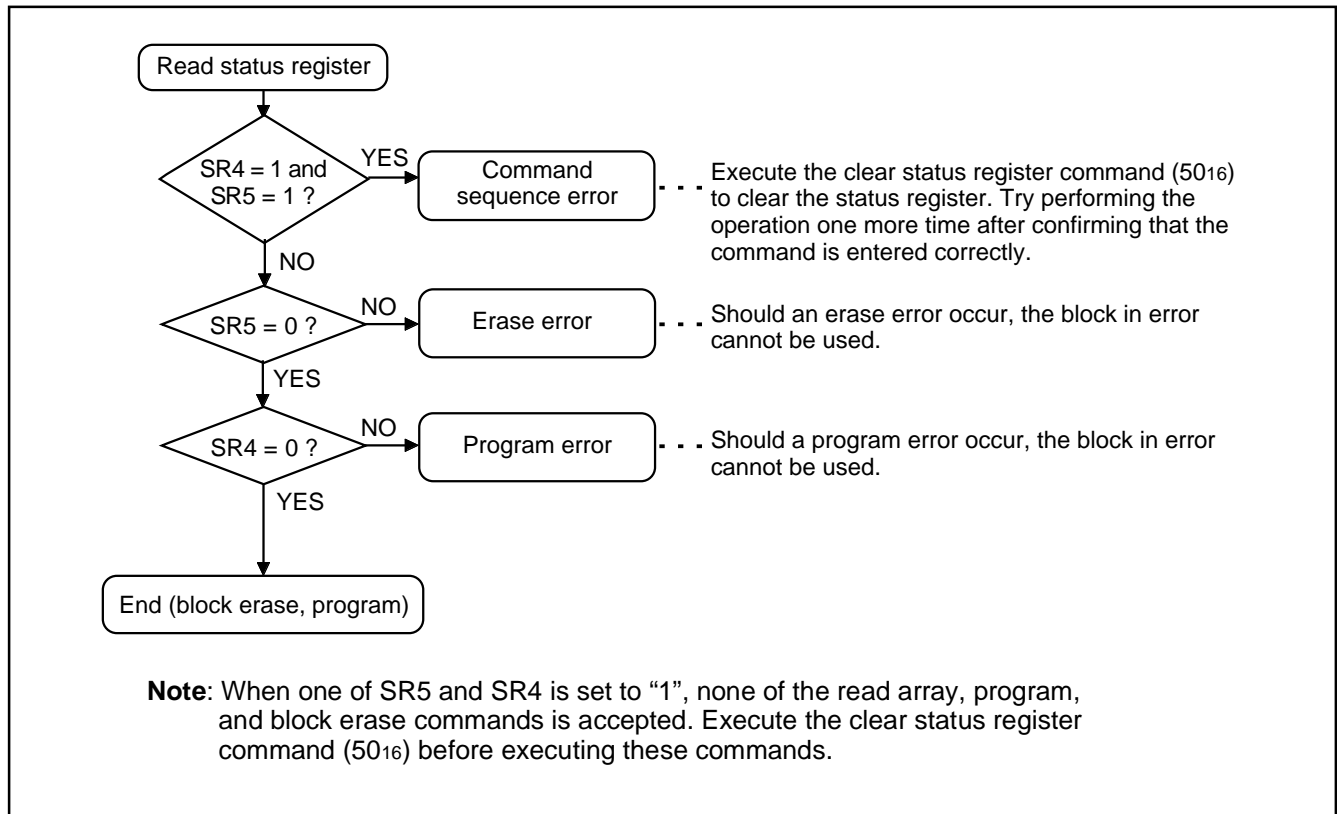 Read status register
SR4 = 1 and
SR5 = 1 ?
YES
Command
sequence error
Execute the clear status register command (5016)
to clear the status register. Try performing the
operation one more time after confirming that the
command is entered correctly.
NO
SR5 = 0 ?
NO
Erase error
Should an erase error occur, the block in error
cannot be used.
YES
SR4 = 0 ?
NO
Program error
Should a program error occur, the block in error
cannot be used.
YES
End (block erase, program)
Note: When one of SR5 and SR4 is set to “1”, none of the read array, program,
and block erase commands is accepted. Execute the clear status register
command (5016) before executing these commands.